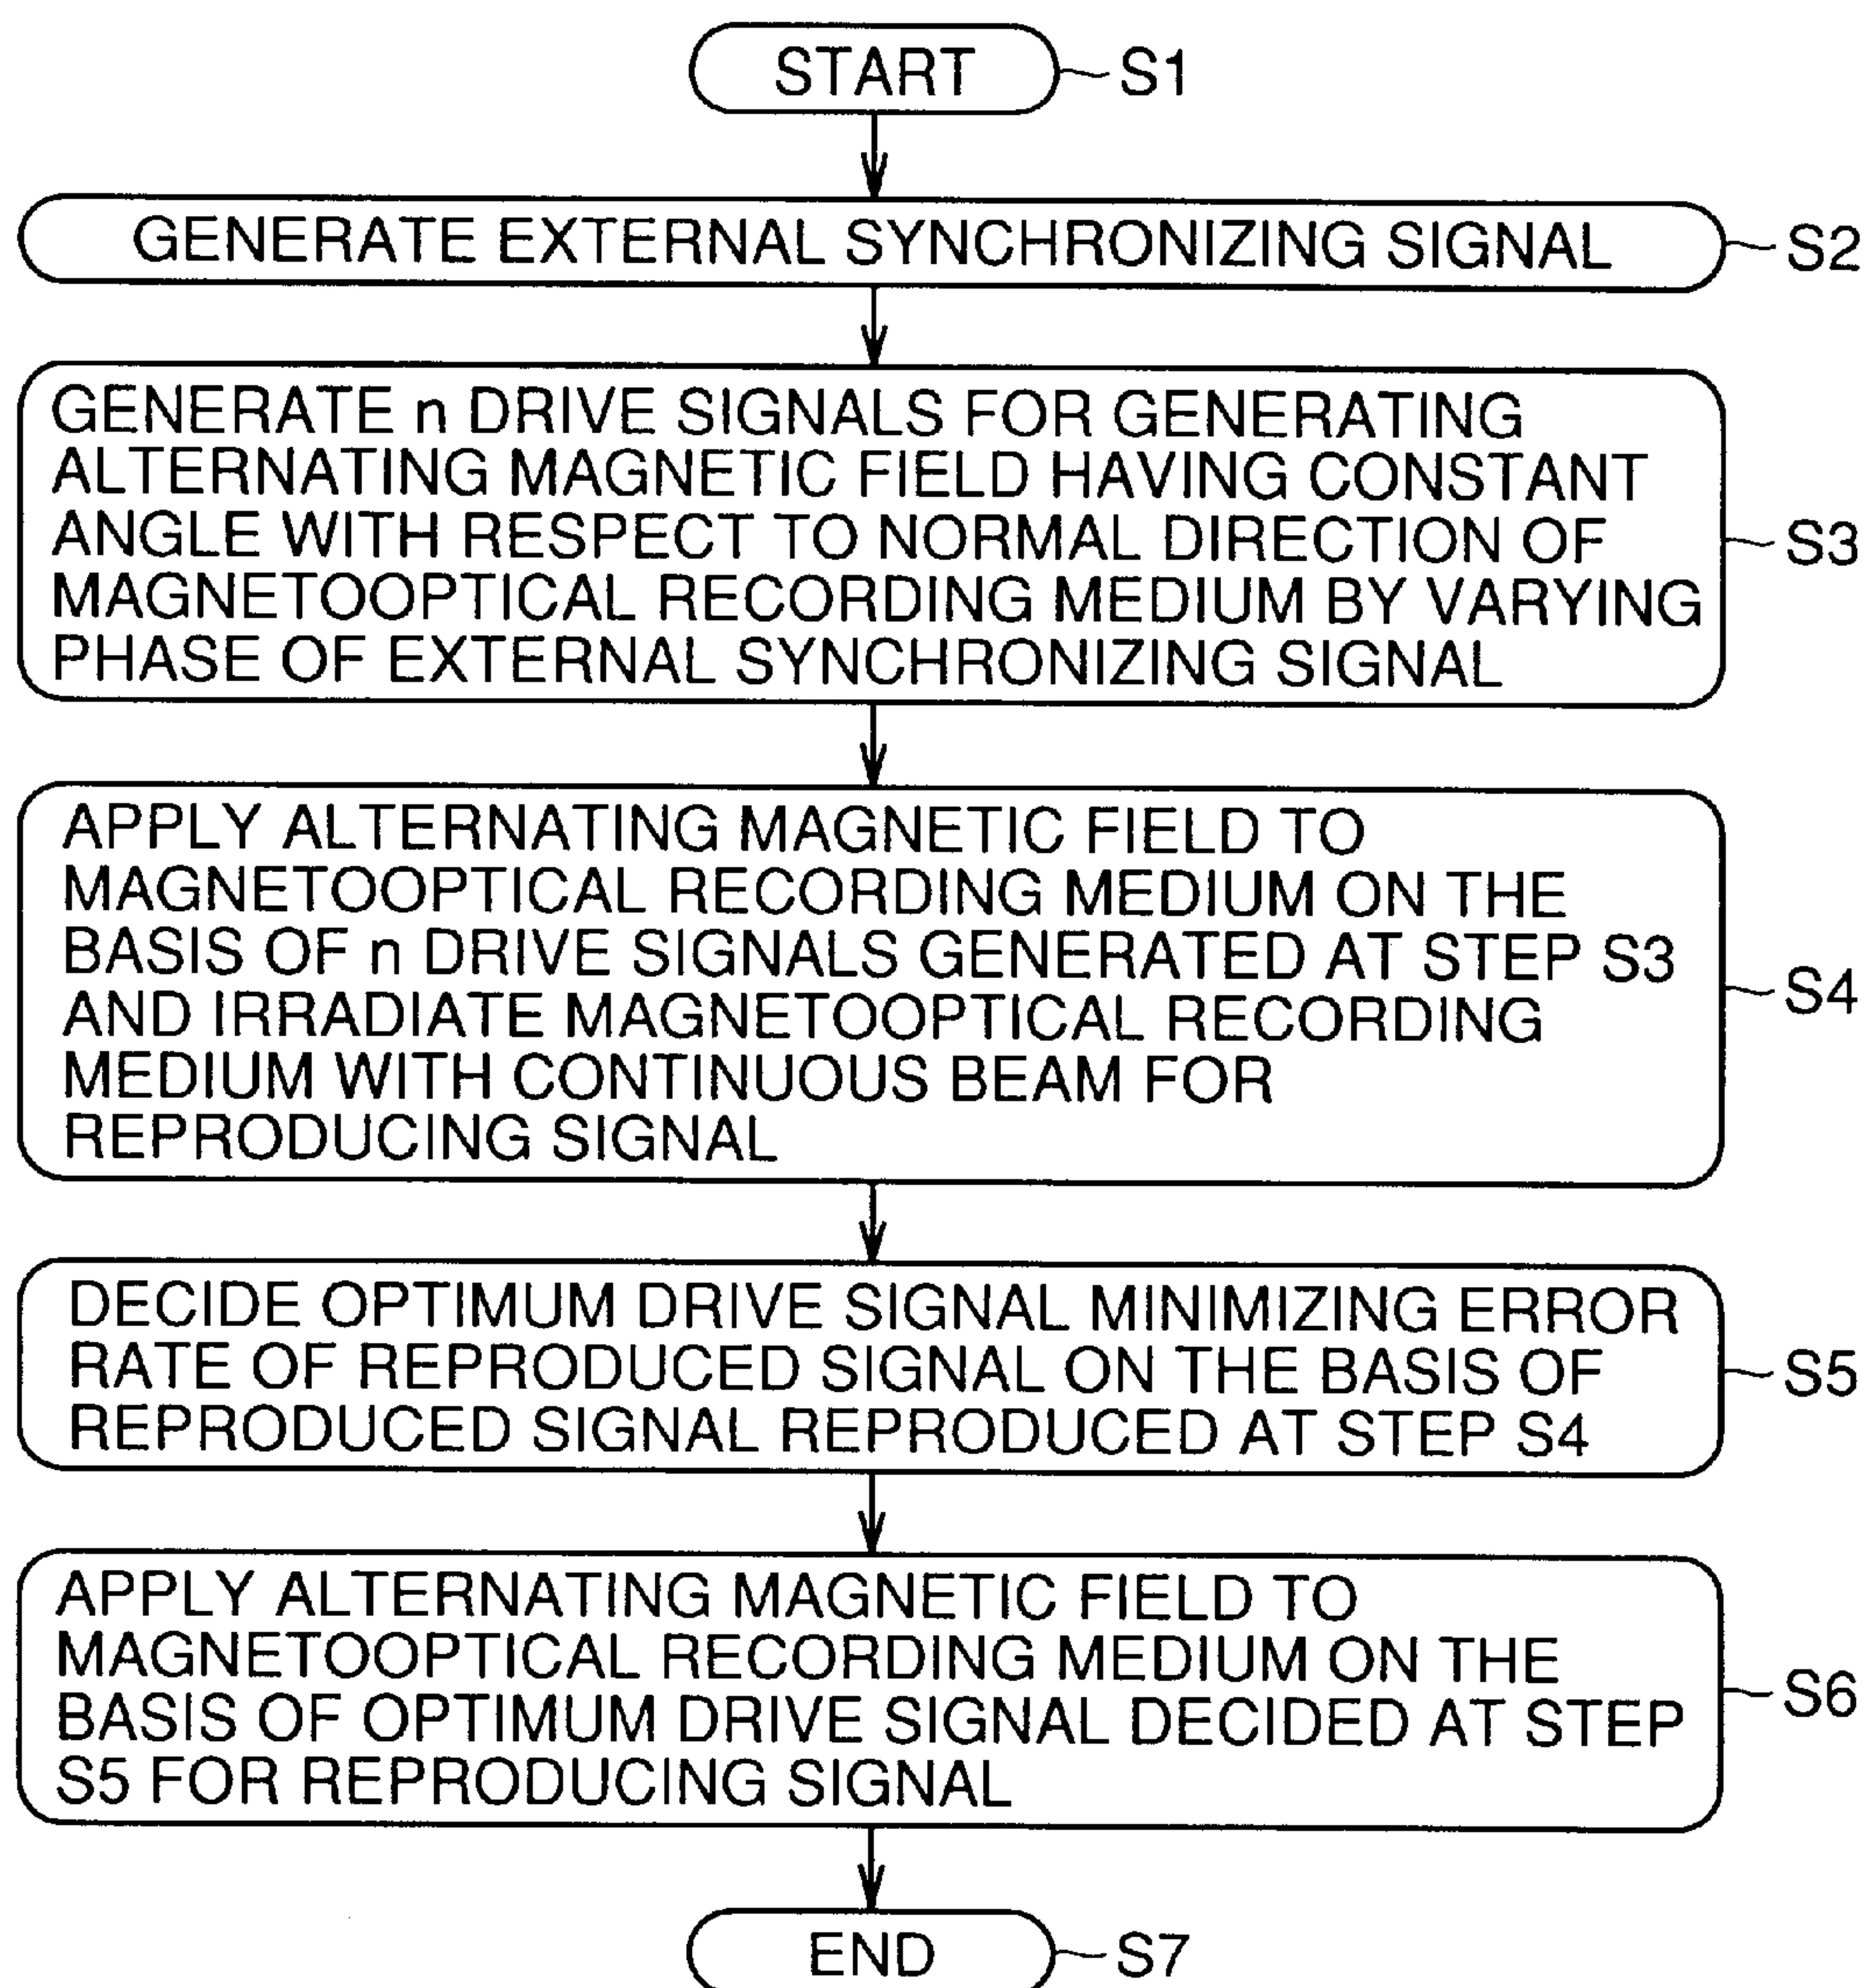 START S1
GENERATE EXTERNAL SYNCHRONIZING SIGNAL S2
GENERATE n DRIVE SIGNALS FOR GENERATING
ALTERNATING MAGNETIC FIELD HAVING CONSTANT
ANGLE WITH RESPECT TO NORMAL DIRECTION OF S3
MAGNETOOPTICAL RECORDING MEDIUM BY VARYING
PHASE OF EXTERNAL SYNCHRONIZING SIGNAL
APPLY ALTERNATING MAGNETIC FIELD TO
MAGNETOOPTICAL RECORDING MEDIUM ON THE
BASIS OF n DRIVE SIGNALS GENERATED AT STEP S3
AND IRRADIATE MAGNETOOPTICAL RECORDING S4
MEDIUM WITH CONTINUOUS BEAM FOR
REPRODUCING SIGNAL
DECIDE OPTIMUM DRIVE SIGNAL MINIMIZING ERROR
RATE OF REPRODUCED SIGNAL ON THE BASIS OF S5
REPRODUCED SIGNAL REPRODUCED AT STEP S4
APPLY ALTERNATING MAGNETIC FIELD TO
MAGNETOOPTICAL RECORDING MEDIUM ON THE S6
BASIS OF OPTIMUM DRIVE SIGNAL DECIDED AT STEP
S5 FOR REPRODUCING SIGNAL
END S7